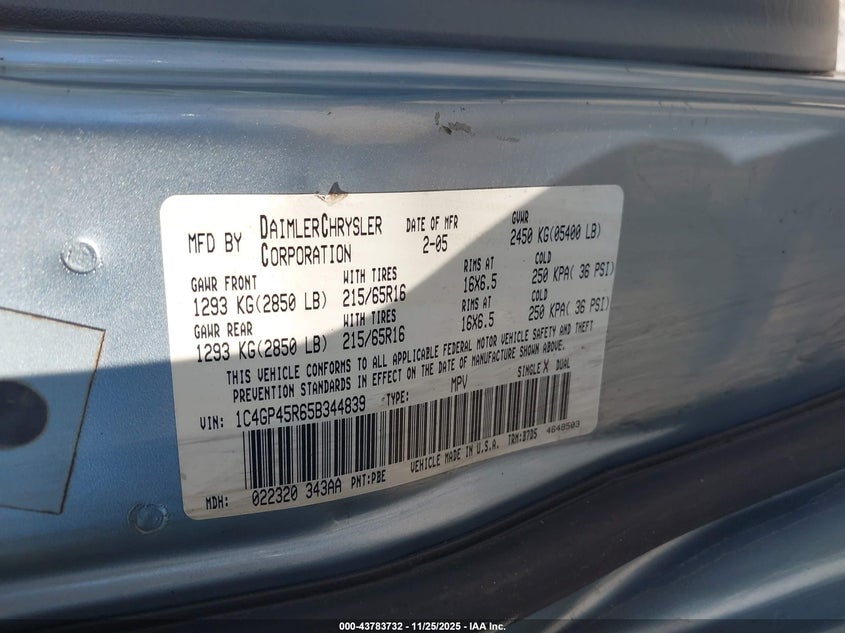 MFD BY DAIMLERCHRYSLER CORPORATION DATE OF MFR 2-05 GVWR 2450 KG(05400 LB)
GAWR FRONT WITH TIRES RIMS AT COLD
1293 KG(2850 LB) 215/65R16 16X6.5 250 KPA( 36 PSI)
GAWR REAR WITH TIRES RIMS AT COLD
1293 KG(2850 LB) 215/65R16 16X6.5 250 KPA( 36 PSI)
THIS VEHICLE CONFORMS TO ALL APPLICABLE FEDERAL MOTOR VEHICLE SAFETY AND THEFT
PREVENTION STANDARDS IN EFFECT ON THE DATE OF MANUFACTURE SHOWN ABOVE.
VIN: 1C4GP45R65B344839 TYPE: MPV SINGLE X DUAL
MDH: 022320 343AA PNT:PBE VEHICLE MADE IN U.S.A. TRM:B7D5 4648503
000-43783732 - 11/25/2025 - IAA Inc.